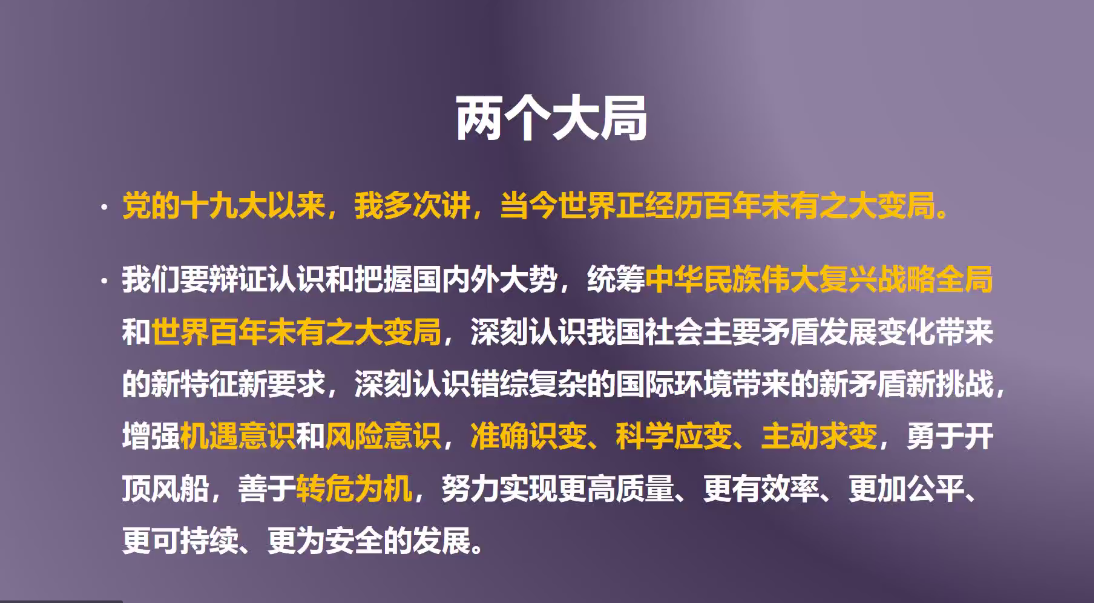 两个大局
• 党的十九大以来，我多次讲，当今世界正经历百年未有之大变局。
• 我们要辩证认识和把握国内外大势，统筹中华民族伟大复兴战略全局
和世界百年未有之大变局，深刻认识我国社会主要矛盾发展变化带来
的新特征新要求，深刻认识错综复杂的国际环境带来的新矛盾新挑战，
增强机遇意识和风险意识，准确识变、科学应变、主动求变，勇于开
顶风船，善于转危为机，努力实现更高质量、更有效率、更加公平、
更可持续、更为安全的发展。